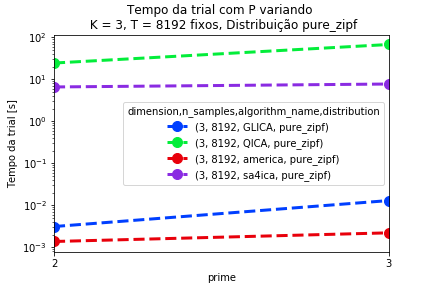 Tempo da trial com P variando
K = 3, T = 8192 fixos, Distribuição pure_zipf
Tempo da trial [s]
10²
10¹
10⁰
10⁻¹
10⁻²
10⁻³
dimension,n_samples,algorithm_name,distribution
(3, 8192, GLICA, pure_zipf)
(3, 8192, QICA, pure_zipf)
(3, 8192, america, pure_zipf)
(3, 8192, sa4ica, pure_zipf)
2
3
prime